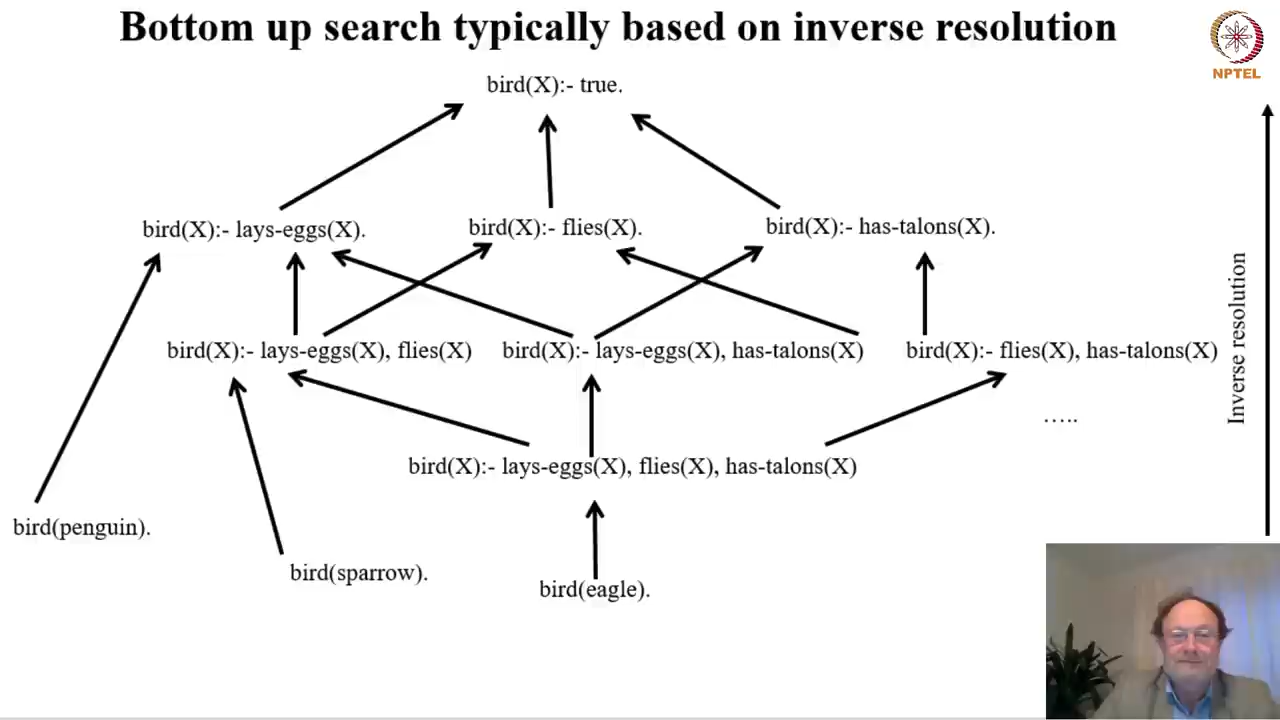 Bottom up search typically based on inverse resolution
NPTEL
bird(X):- true.
bird(X):- lays-eggs(X).
bird(X):- flies(X).
bird(X):- has-talons(X).
Inverse resolution
bird(X):- lays-eggs(X), flies(X)
bird(X):- lays-eggs(X), has-talons(X)
bird(X):- flies(X), has-talons(X)
.....
bird(X):- lays-eggs(X), flies(X), has-talons(X)
bird(penguin).
bird(sparrow).
bird(eagle).